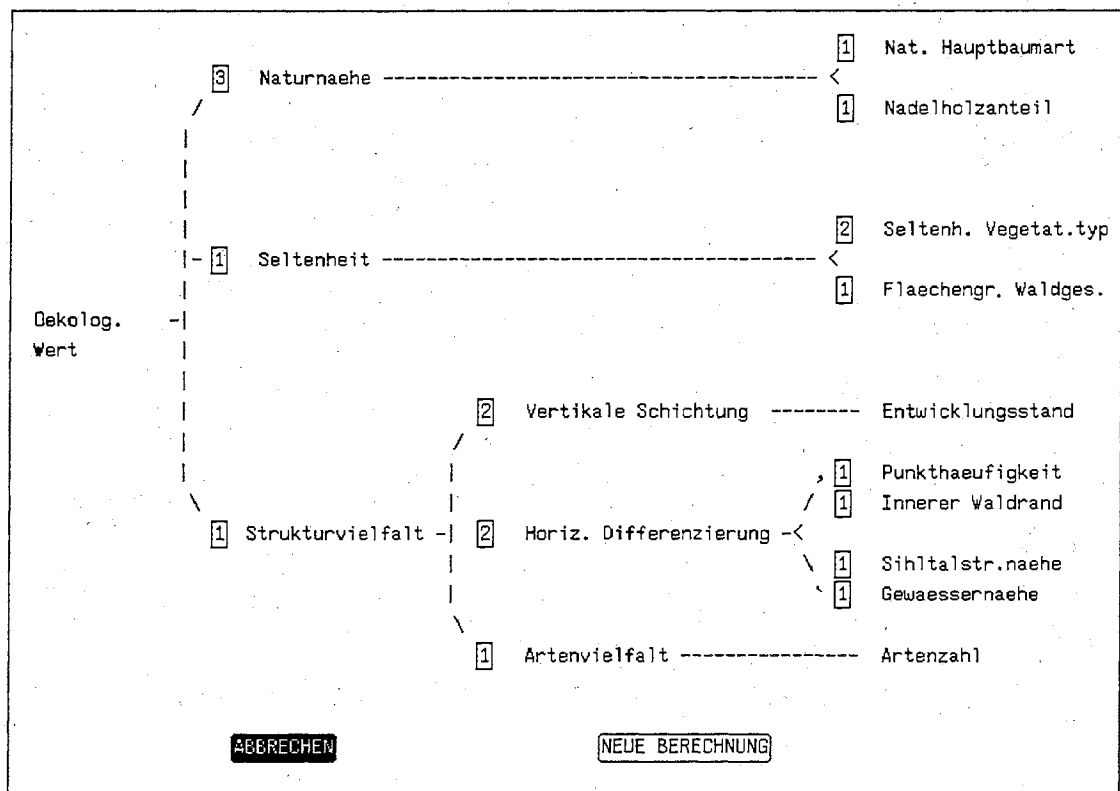 1 Nat. Hauptbaumart
3 Naturnaehe
1 Nadelholzanteil
2 Seltenh. Vegetat.typ
1 Seltenheit
1 Flaechengr. Waldges.
Oekolog.
Wert
2 Vertikale Schichtung Entwicklungsstand
1 Punkthaeufigkeit
1 Innerer Waldrand
1 Strukturvielfalt 2 Horiz. Differenzierung
1 Sihltalstr.naehe
1 Gewaessernaehe
1 Artenvielfalt Artenzahl
ABBRECHEN NEUE BERECHNUNG